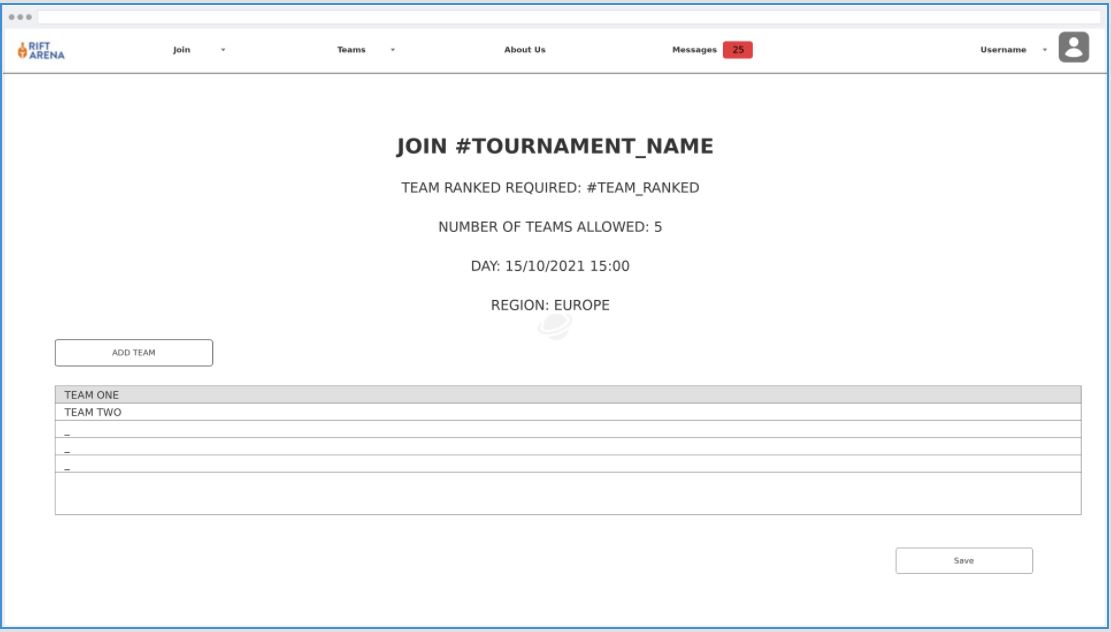 RIFT
ARENA
Join
Teams
About Us
Messages 25
Username
JOIN #TOURNAMENT_NAME
TEAM RANKED REQUIRED: #TEAM_RANKED
NUMBER OF TEAMS ALLOWED: 5
DAY: 15/10/2021 15:00
REGION: EUROPE
ADD TEAM
TEAM ONE
TEAM TWO
_
_
_
Save